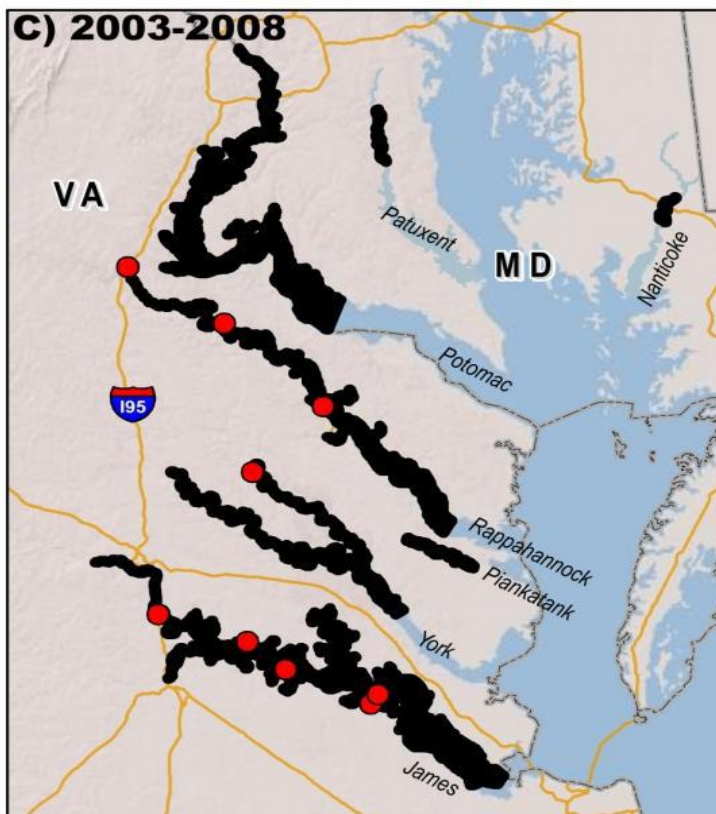 C) 2003-2008
VA
Patuxent
MD
Nanticoke
Potomac
I95
Rappahannock
Piankatank
York
James